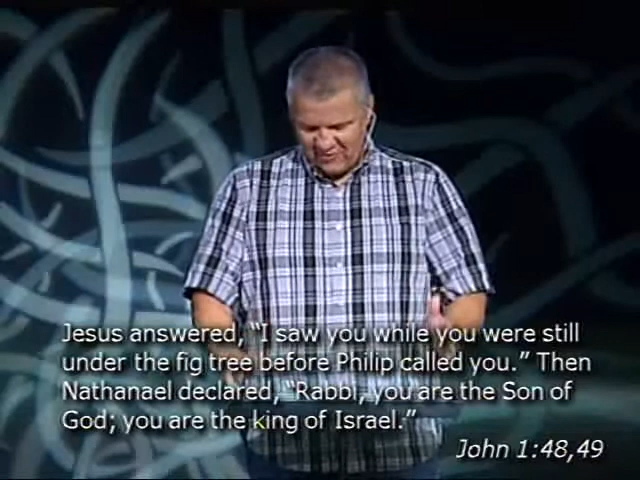 Jesus answered, “I saw you while you were still
under the fig tree before Philip called you.” Then
Nathanael declared, “Rabbi, you are the Son of
God; you are the king of Israel.”
John 1:48,49